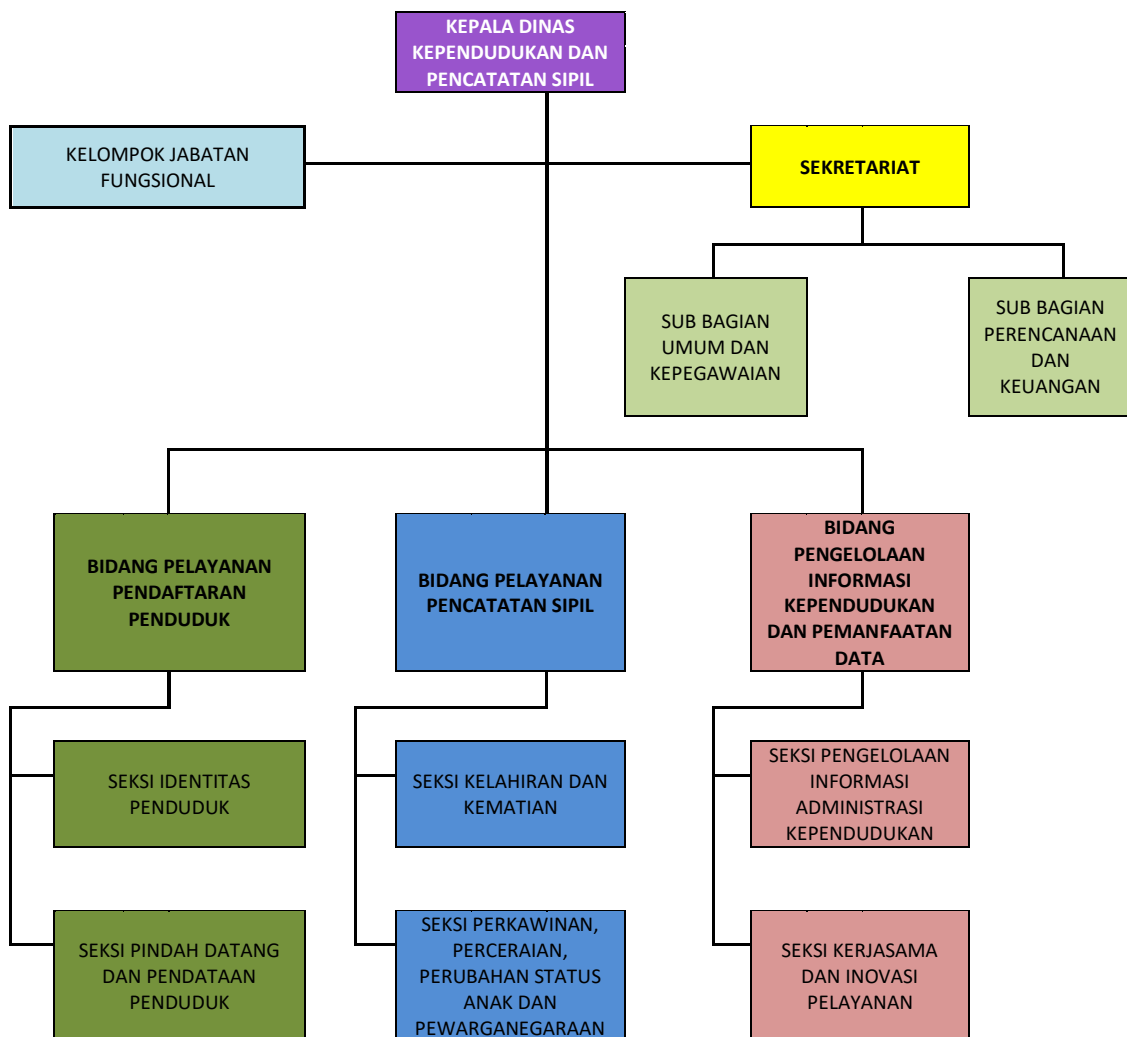 KEPALA DINAS
KEPENDUDUKAN DAN
PENCATATAN SIPIL
KELOMPOK JABATAN
FUNGSIONAL
SEKRETARIAT
SUB BAGIAN
UMUM DAN
KEPEGAWAIAN
SUB BAGIAN
PERENCANAAN
DAN
KEUANGAN
BIDANG PELAYANAN
PENDAFTARAN
PENDUDUK
BIDANG PELAYANAN
PENCATATAN SIPIL
BIDANG
PENGELOLAAN
INFORMASI
KEPENDUDUKAN
DAN PEMANFAATAN
DATA
SEKSI IDENTITAS
PENDUDUK
SEKSI KELAHIRAN DAN
KEMATIAN
SEKSI PENGELOLAAN
INFORMASI
ADMINISTRASI
KEPENDUDUKAN
SEKSI PINDAH DATANG
DAN PENDATAAN
PENDUDUK
SEKSI PERKAWINAN,
PERCERAIAN,
PERUBAHAN STATUS
ANAK DAN
PEWARGANEGARAAN
SEKSI KERJASAMA
DAN INOVASI
PELAYANAN